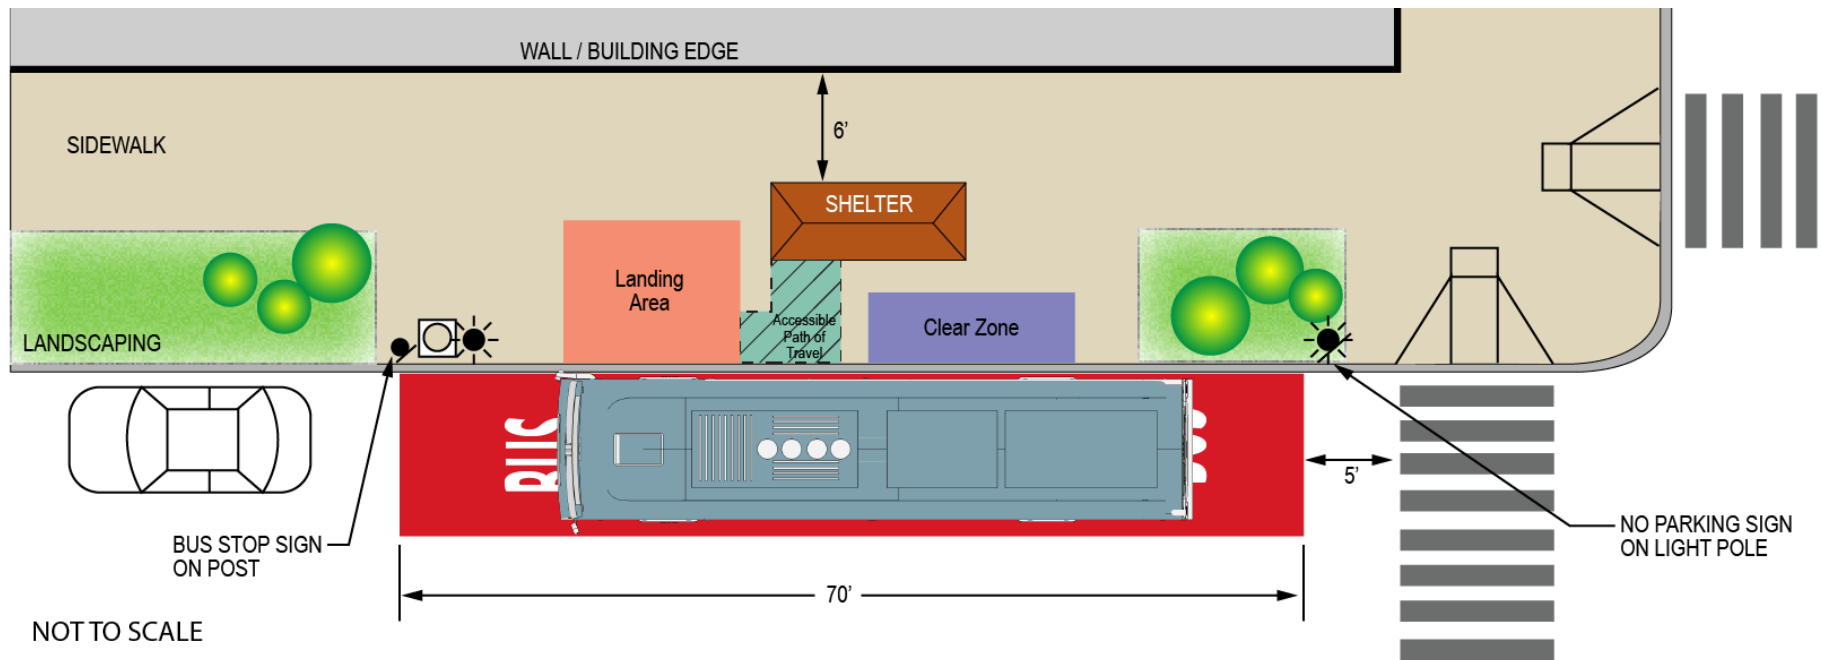 WALL / BUILDING EDGE
6’
SIDEWALK
SHELTER
Landing
Area
Accessible
Path of
Travel
Clear Zone
LANDSCAPING
BUS
5’
BUS STOP SIGN
ON POST
NO PARKING SIGN
ON LIGHT POLE
70’
NOT TO SCALE